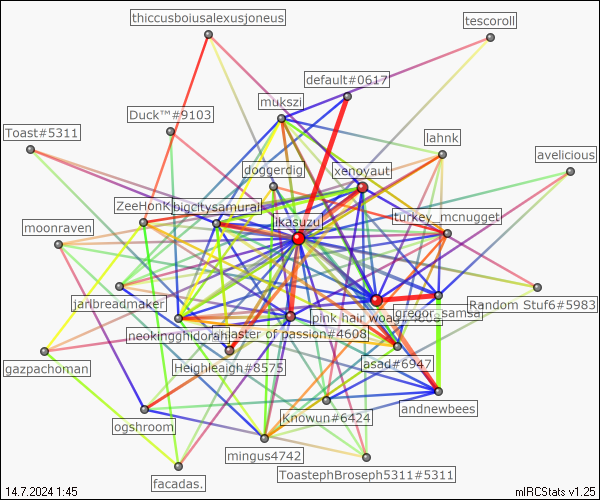 thiccusboiusalexusjoneus
tescoroll
default#0617
mukszi
Duck™#9103
Toast#5311
lahnk
avelicious
doggerdig
xenoyaut
ZeeHonK
bigcitysamurai
turkey_mcnugget
ikasuzu
moonraven
jaribreadmaker
Random Stuf6#5983
pink hair woag
gregor_samsa
neokingghidorah
master of passion#4608
gazpachoman
Heighleigh#8575
asad#6947
andnewbees
ogshroom
Knowun#6424
mingus4742
ToastephBroseph5311#5311
facadas.
14.7.2024 1:45
mIRCStats v1.25